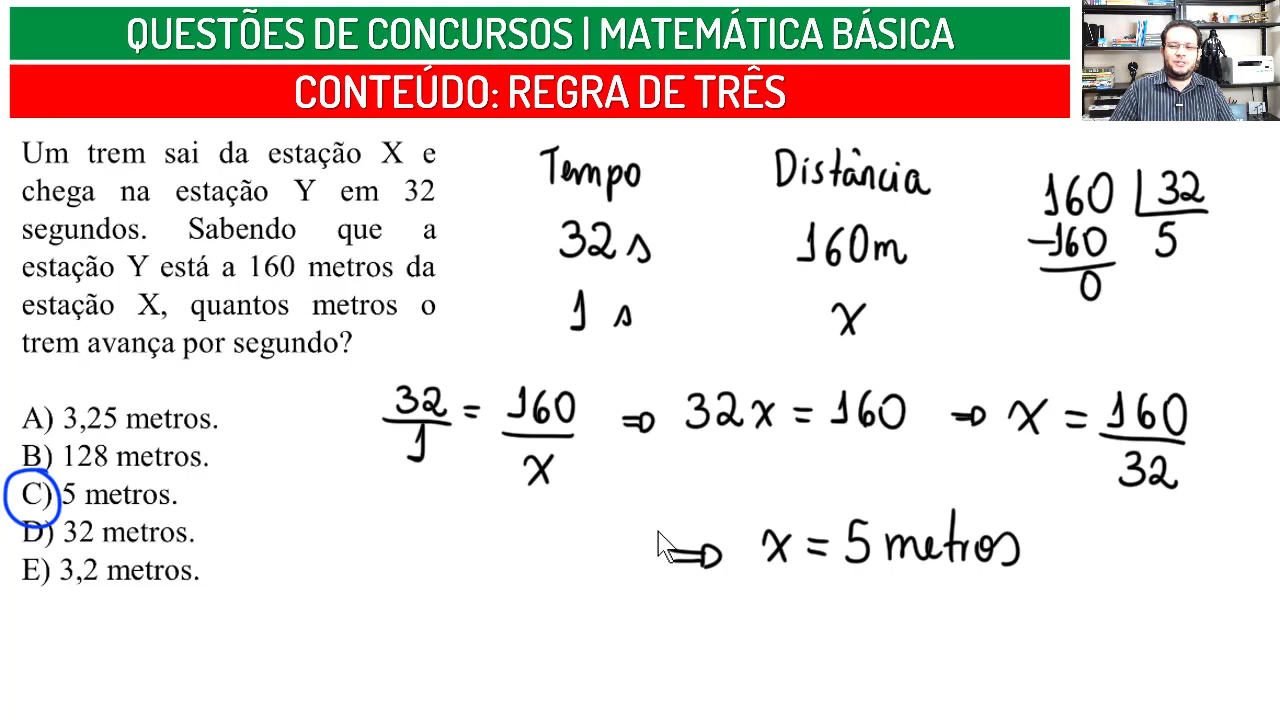 QUESTÕES DE CONCURSOS | MATEMÁTICA BÁSICA
CONTEÚDO: REGRA DE TRÊS
Um trem sai da estação X e
chega na estação Y em 32
segundos. Sabendo que a
estação Y está a 160 metros da
estação X, quantos metros o
trem avança por segundo?
A) 3,25 metros.
B) 128 metros.
C) 5 metros.
D) 32 metros.
E) 3,2 metros.
Tempo Distância
32 s 160m
1 s x
160 32
-160 5
0
32/1 = 160/x ⇒ 32x = 160 ⇒ x = 160/32
⇒ x = 5 metros